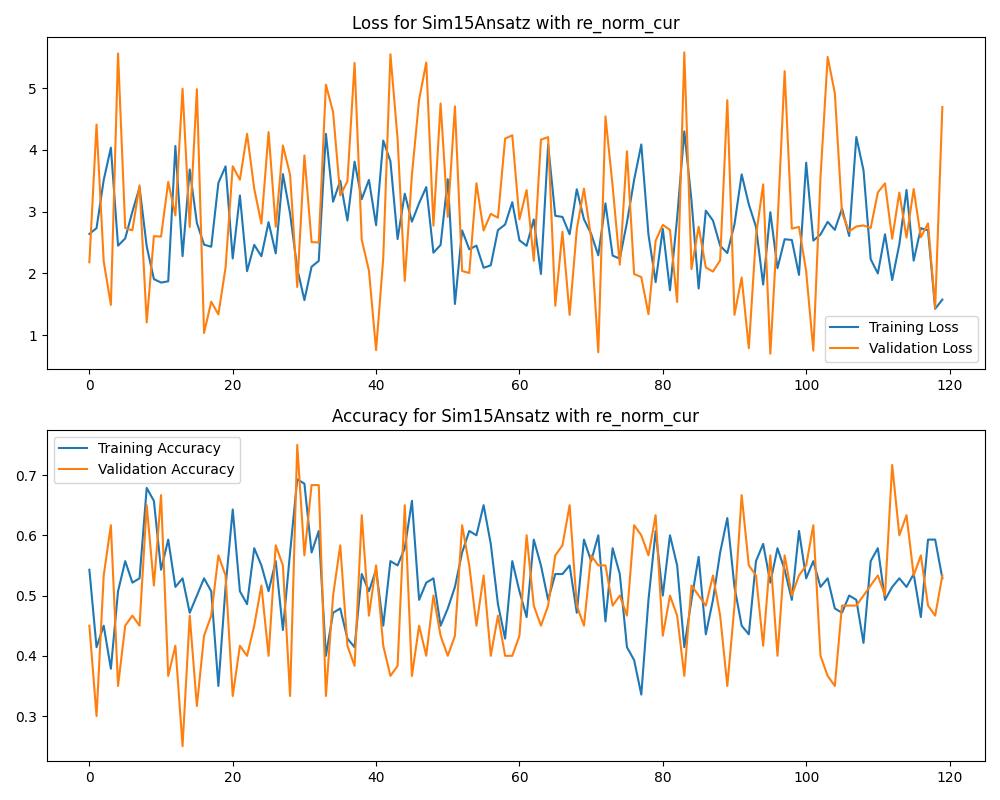 Loss for Sim15Ansatz with re_norm_cur
5
4
3
2
1
Training Loss
Validation Loss
0 20 40 60 80 100 120
Accuracy for Sim15Ansatz with re_norm_cur
Training Accuracy
Validation Accuracy
0.7
0.6
0.5
0.4
0.3
0 20 40 60 80 100 120